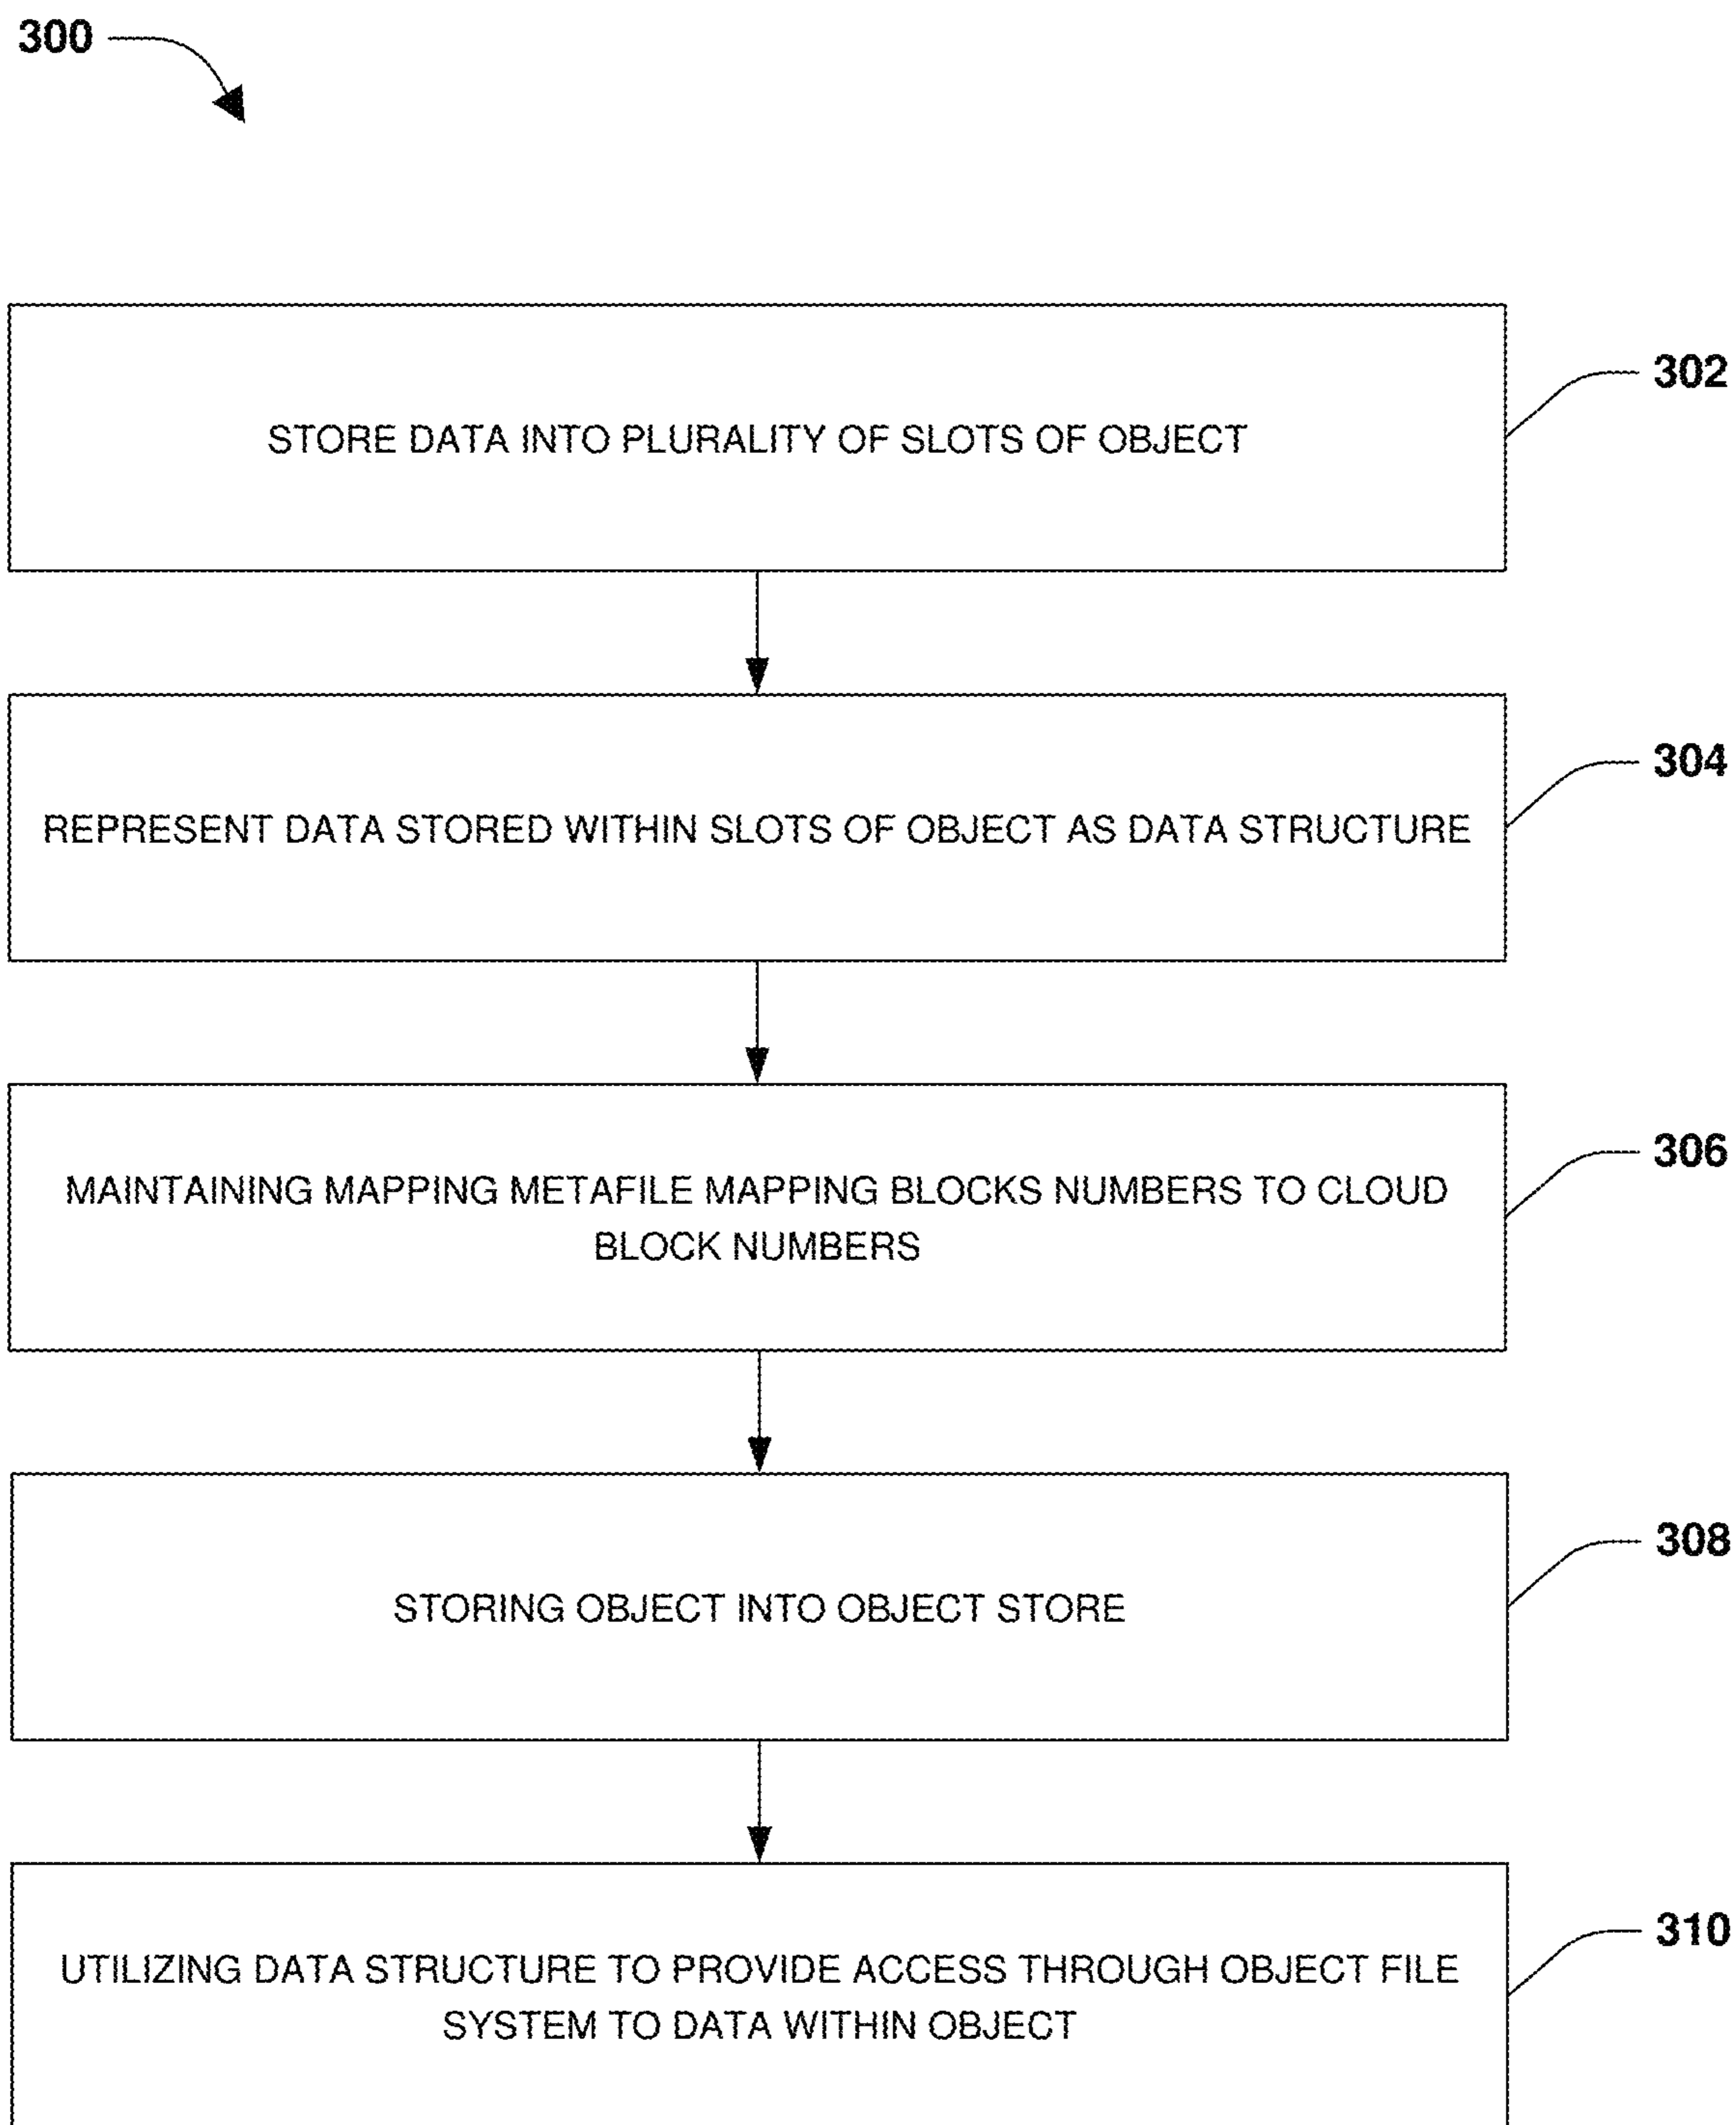 300
302
STORE DATA INTO PLURALITY OF SLOTS OF OBJECT
304
REPRESENT DATA STORED WITHIN SLOTS OF OBJECT AS DATA STRUCTURE
306
MAINTAINING MAPPING METAFILE MAPPING BLOCKS NUMBERS TO CLOUD
BLOCK NUMBERS
308
STORING OBJECT INTO OBJECT STORE
310
UTILIZING DATA STRUCTURE TO PROVIDE ACCESS THROUGH OBJECT FILE
SYSTEM TO DATA WITHIN OBJECT